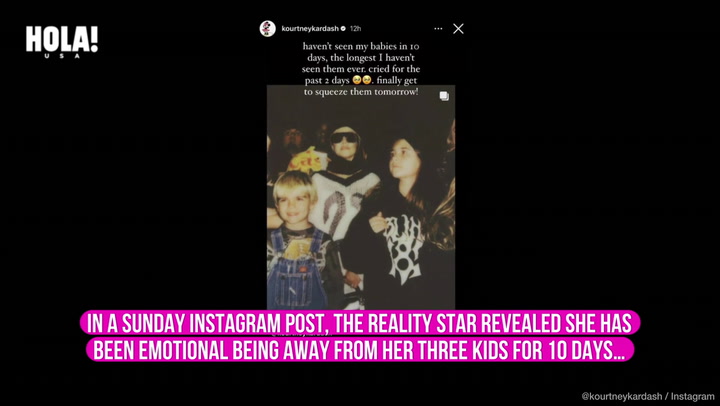 HOLA!
USA
kourtneykardash 12h
haven't seen my babies in 10
days, the longest I haven't
seen them ever. cried for the
past 2 days 🥹🥹. finally get
to squeeze them tomorrow!
IN A SUNDAY INSTAGRAM POST, THE REALITY STAR REVEALED SHE HAS
BEEN EMOTIONAL BEING AWAY FROM HER THREE KIDS FOR 10 DAYS...
@kourtneykardash / Instagram